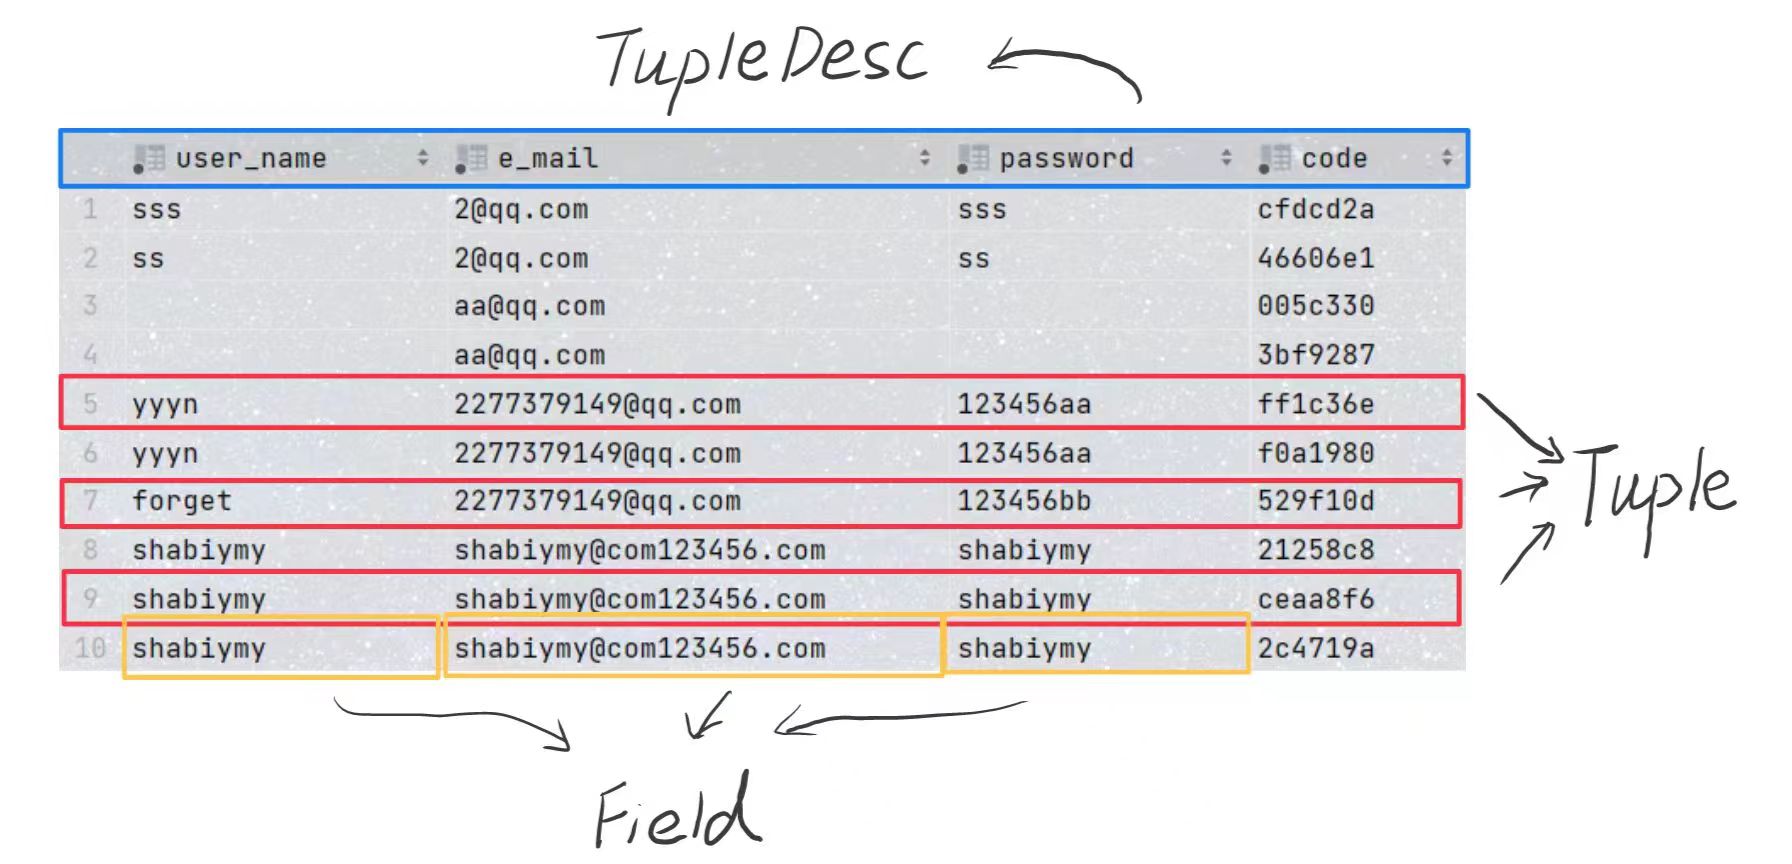 TupleDesc
user_name e_mail password code
1 sss 2@qq.com sss cfdcd2a
2 ss 2@qq.com ss 46606e1
3 aa@qq.com 005c330
4 aa@qq.com 3bf9287
5 yyyn 2277379149@qq.com 123456aa ff1c36e
6 yyyn 2277379149@qq.com 123456aa f0a1980
7 forget 2277379149@qq.com 123456bb 529f10d
8 shabiymy shabiymy@com123456.com shabiymy 21258c8
9 shabiymy shabiymy@com123456.com shabiymy ceaa8f6
10 shabiymy shabiymy@com123456.com shabiymy 2c4719a
Tuple
Field